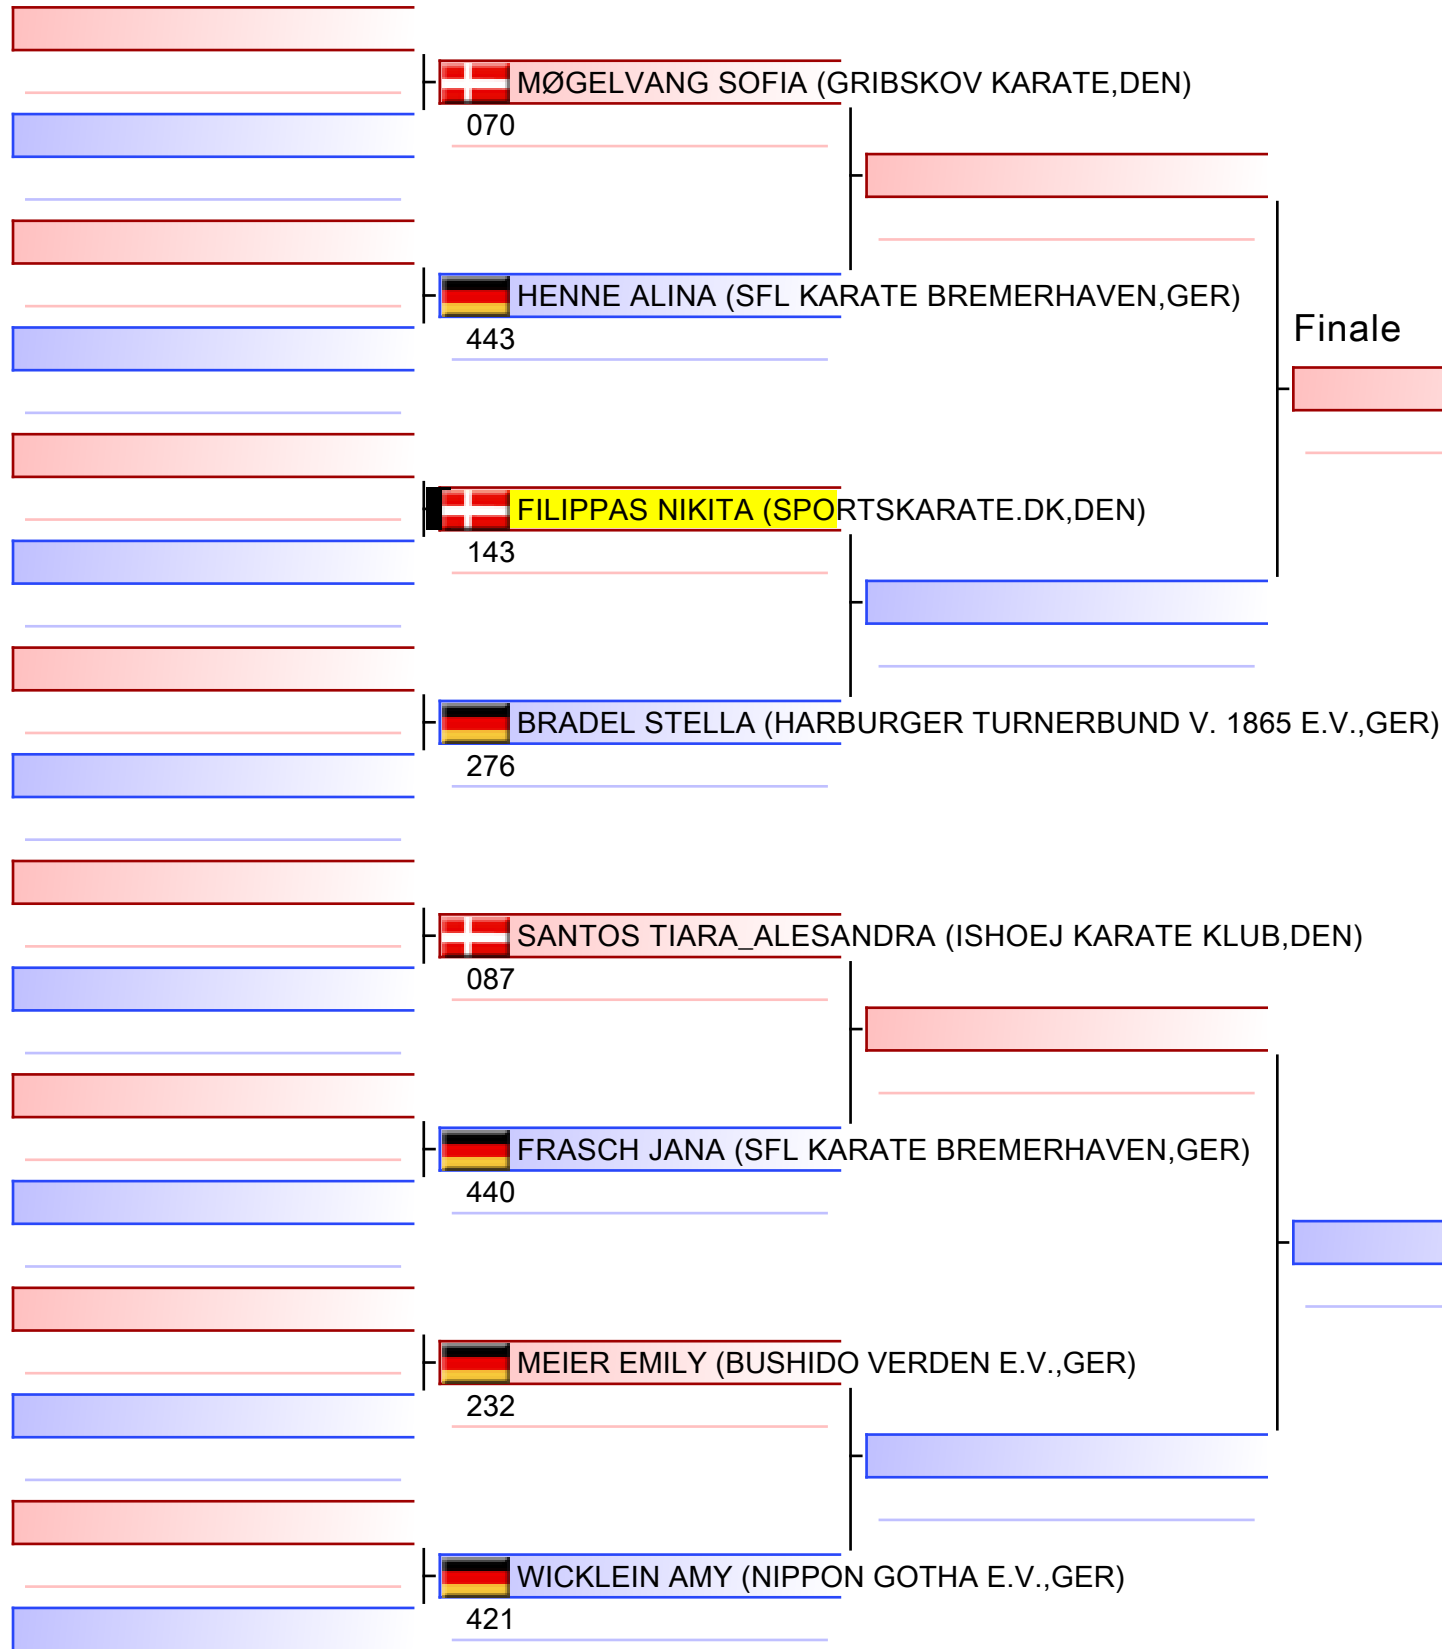 MØGELVANG SOFIA (GRIBSKOV KARATE,DEN)
070
HENNE ALINA (SFL KARATE BREMERHAVEN,GER)
443
Finale
FILIPPAS NIKITA (SPORTSKARATE.DK,DEN)
143
BRADEL STELLA (HARBURGER TURNERBUND V. 1865 E.V.,GER)
276
SANTOS TIARA_ALESANDRA (ISHOEJ KARATE KLUB,DEN)
087
FRASCH JANA (SFL KARATE BREMERHAVEN,GER)
440
MEIER EMILY (BUSHIDO VERDEN E.V.,GER)
232
WICKLEIN AMY (NIPPON GOTHA E.V.,GER)
421